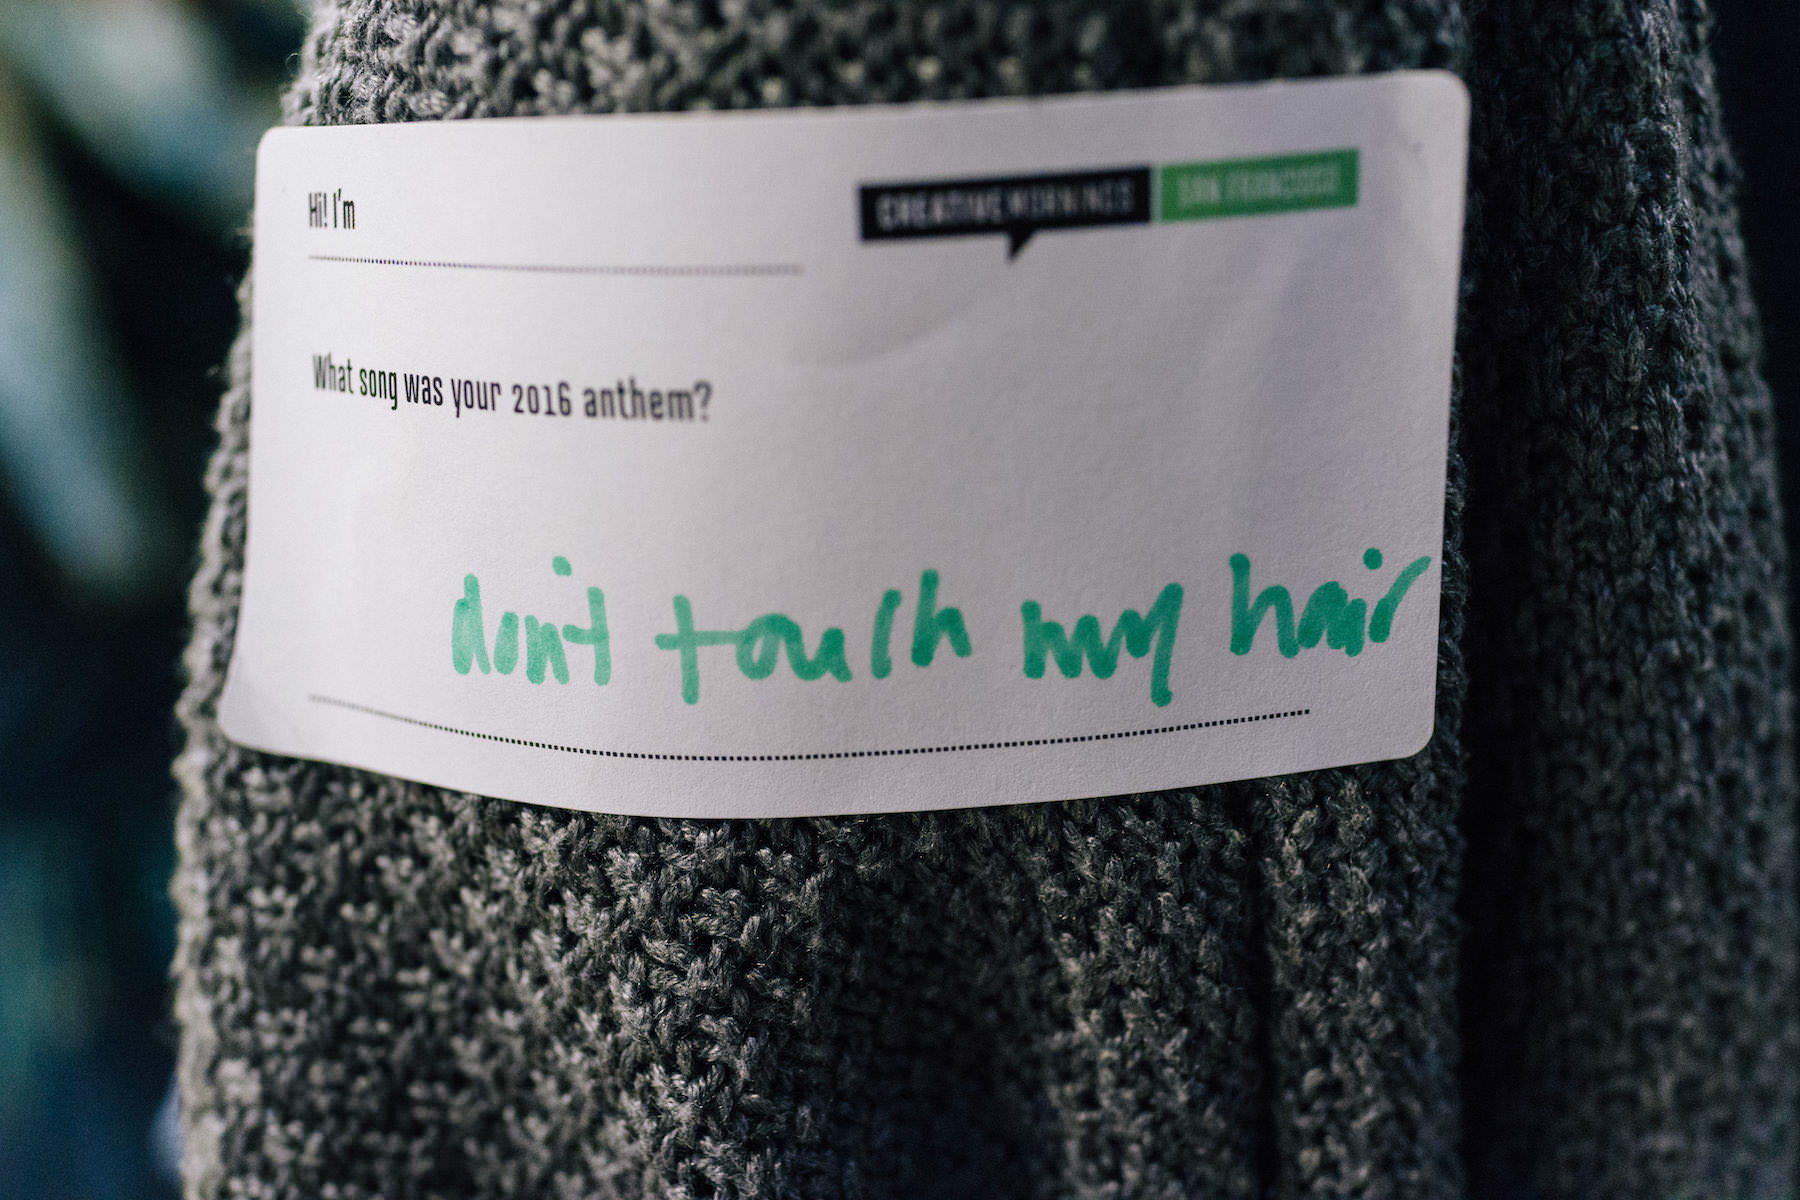 Hi! I'm
CREATIVEMORNINGS SAN FRANCISCO
What song was your 2016 anthem?
don't touch my hair